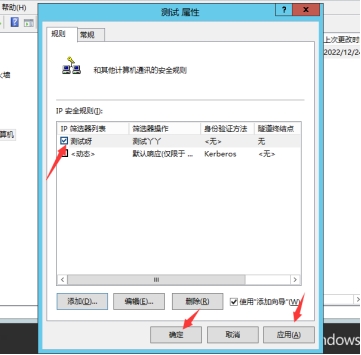 帮助(H)
测试 属性
规则 常规
上次更改时
2022/12/24
火墙
和其他计算机通讯的安全规则
IP 安全规则(I):
IP 筛选器列表 筛选器操作 身份验证方法 隧道终结点
测试呀 测试丫丫 <无> 无
<动态> 默认响应(仅限于 Kerberos <无>
算机
添加(D)... 编辑(E)... 删除(R) 使用"添加向导"(W)
确定 取消 应用(A)
indows